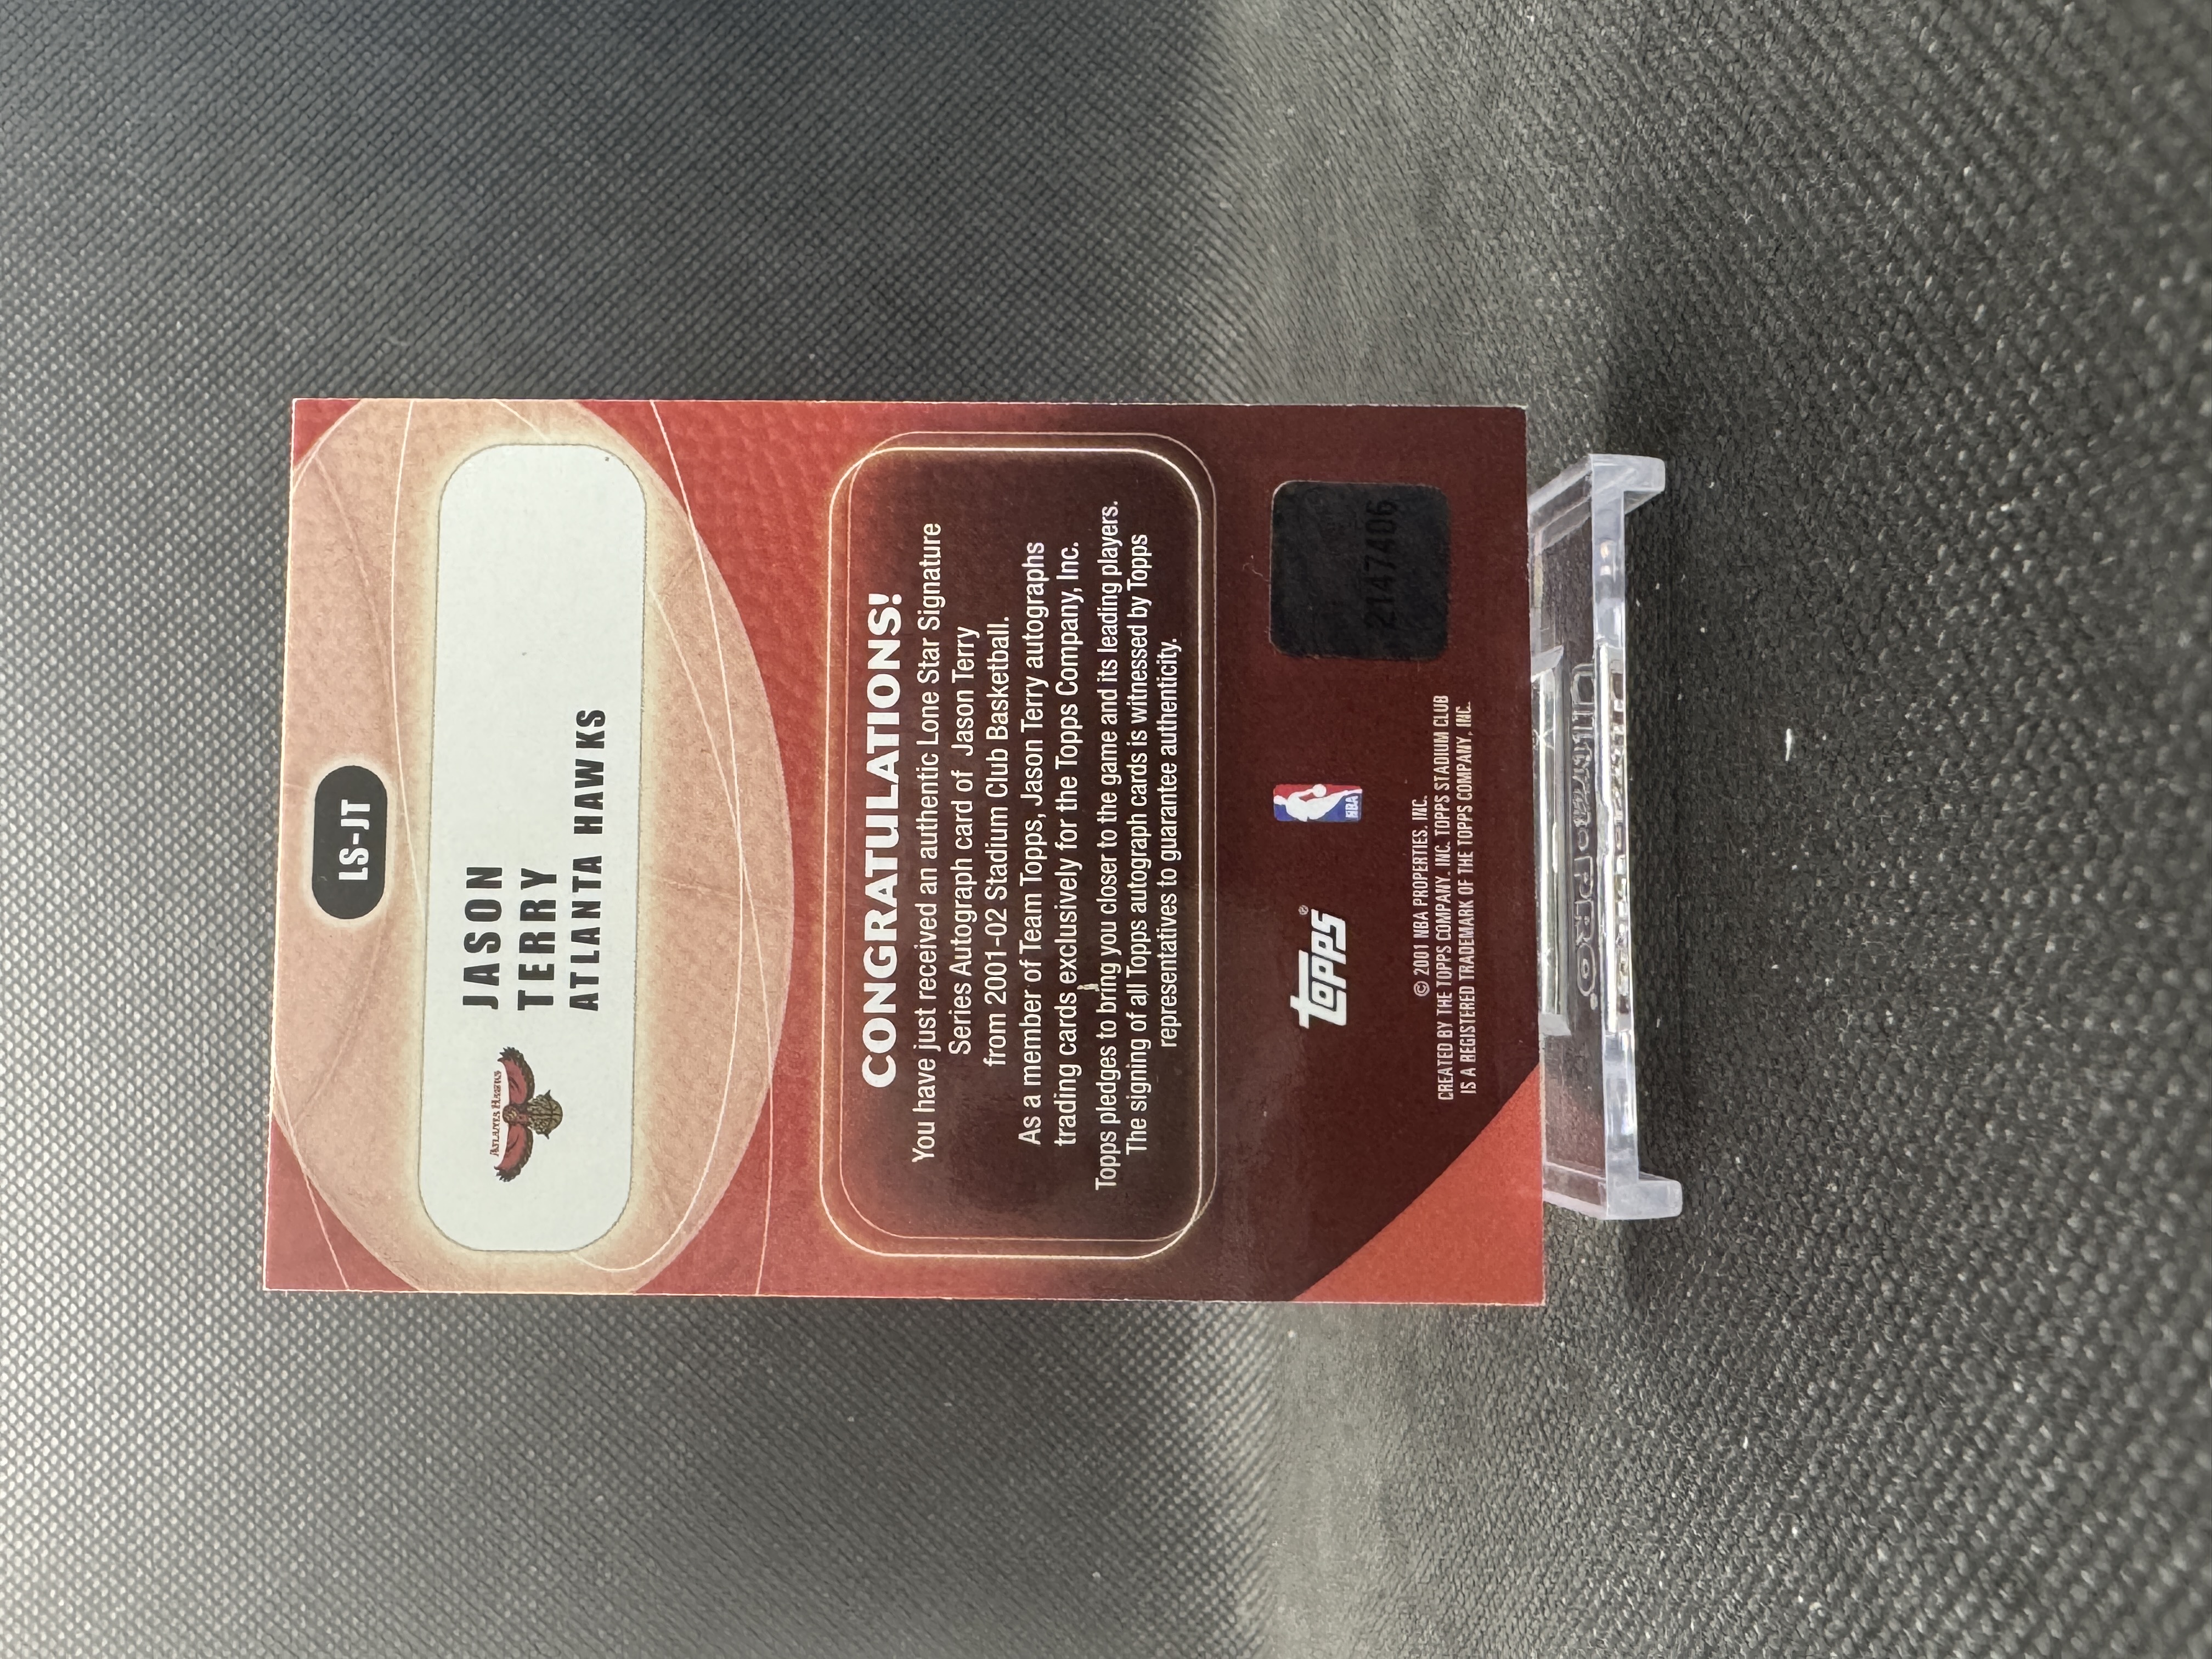 LS-JT
ATLANTA HAWKS
JASON
TERRY
ATLANTA HAWKS
CONGRATULATIONS!
You have just received an authentic Lone Star Signature
Series Autograph card of Jason Terry
from 2001-02 Stadium Club Basketball.
As a member of Team Topps, Jason Terry autographs
trading cards exclusively for the Topps Company, Inc.
Topps pledges to bring you closer to the game and its leading players.
The signing of all Topps autograph cards is witnessed by Topps
representatives to guarantee authenticity.
TOPPS®
NBA
2147406
© 2001 NBA PROPERTIES, INC.
CREATED BY THE TOPPS COMPANY, INC. TOPPS STADIUM CLUB
IS A REGISTERED TRADEMARK OF THE TOPPS COMPANY, INC.
Ultra•PRO®